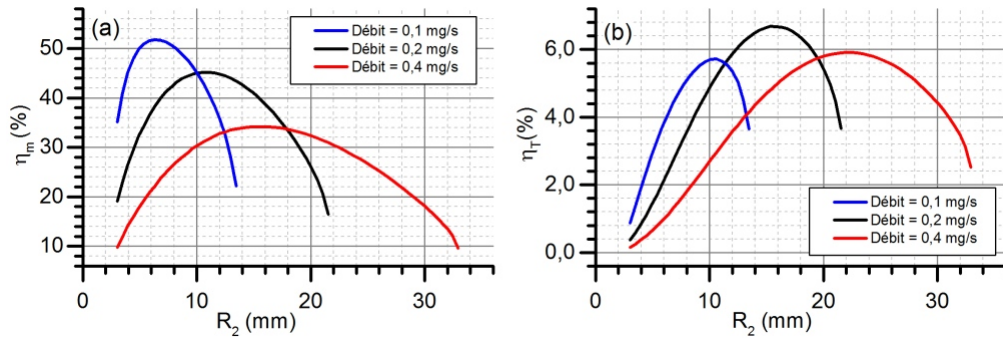 (a)
Débit = 0,1 mg/s
Débit = 0,2 mg/s
Débit = 0,4 mg/s
50
40
30
20
10
η_m (%)
0
10
20
30
R_2 (mm)
(b)
6,0
4,0
2,0
0,0
η_T(%)
Débit = 0,1 mg/s
Débit = 0,2 mg/s
Débit = 0,4 mg/s
0
10
20
30
R_2 (mm)